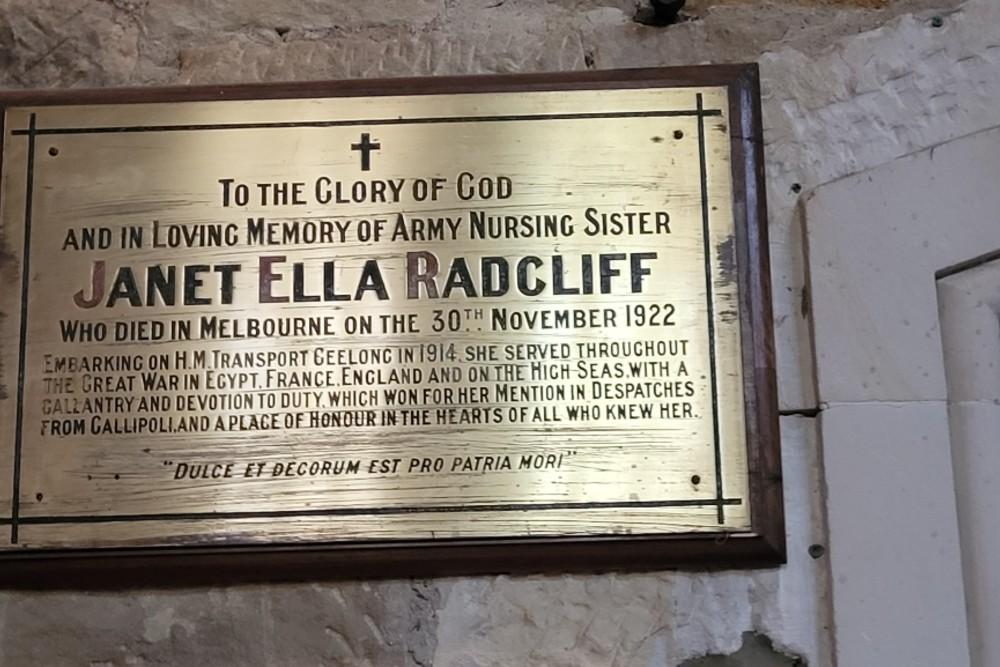 TO THE GLORY OF GOD
AND IN LOVING MEMORY OF ARMY NURSING SISTER
JANET ELLA RADCLIFF
WHO DIED IN MELBOURNE ON THE 30TH NOVEMBER 1922
EMBARKING ON H.M. TRANSPORT GEELONG IN 1914, SHE SERVED THROUGHOUT
THE GREAT WAR IN EGYPT, FRANCE, ENGLAND AND ON THE HIGH SEAS, WITH A
GALLANTRY AND DEVOTION TO DUTY, WHICH WON FOR HER MENTION IN DESPATCHES
FROM GALLIPOLI, AND A PLACE OF HONOUR IN THE HEARTS OF ALL WHO KNEW HER.
"DULCE ET DECORUM EST PRO PATRIA MORI"